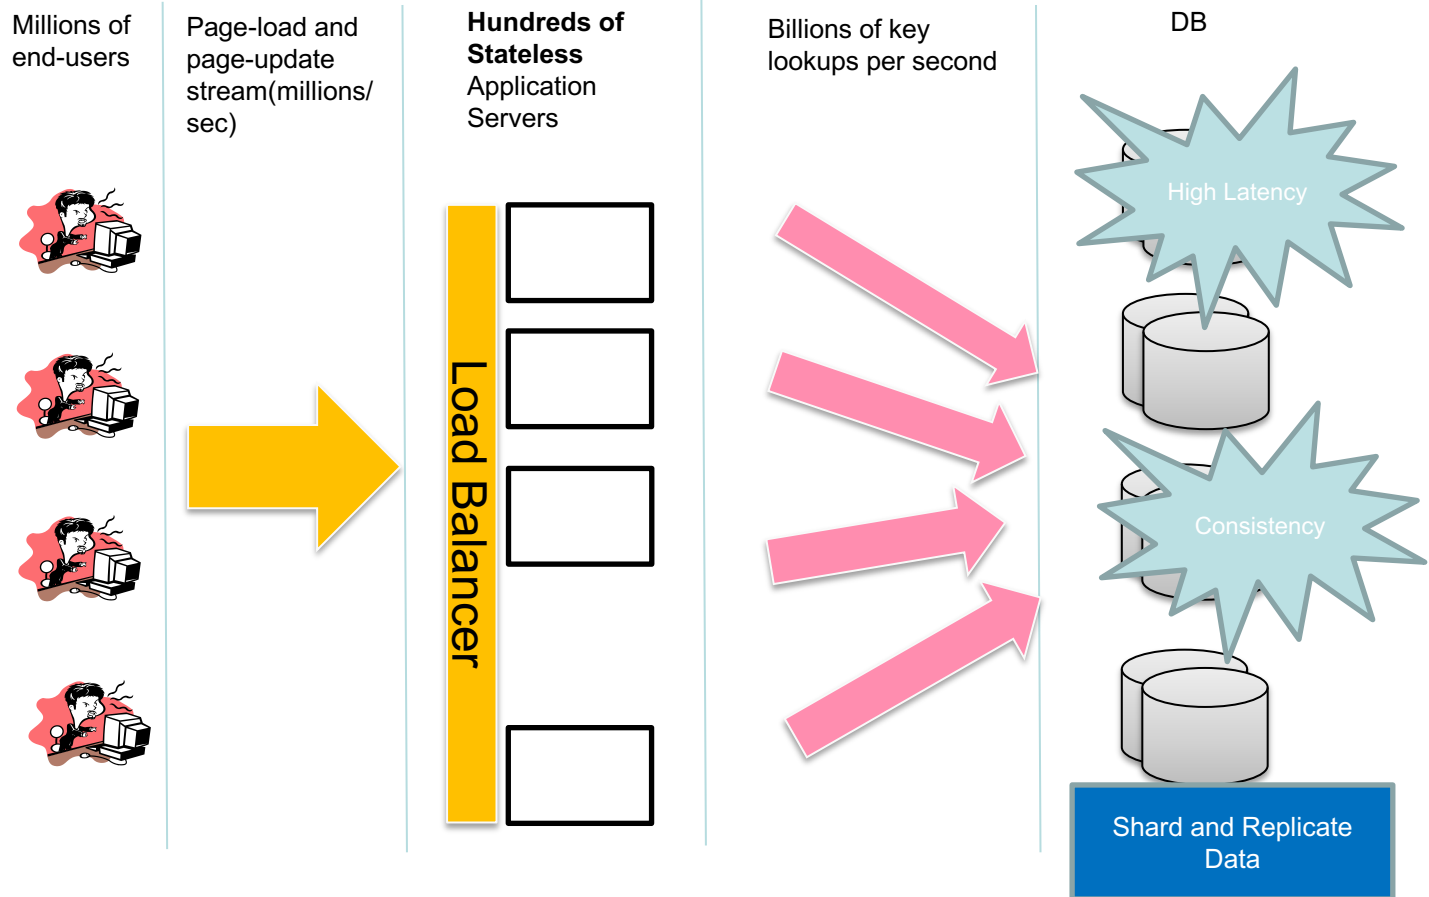 Millions of
end-users
Page-load and
page-update
stream(millions/
sec)
Hundreds of
Stateless
Application
Servers
Billions of key
lookups per second
DB
Load Balancer
High Latency
Consistency
Shard and Replicate
Data